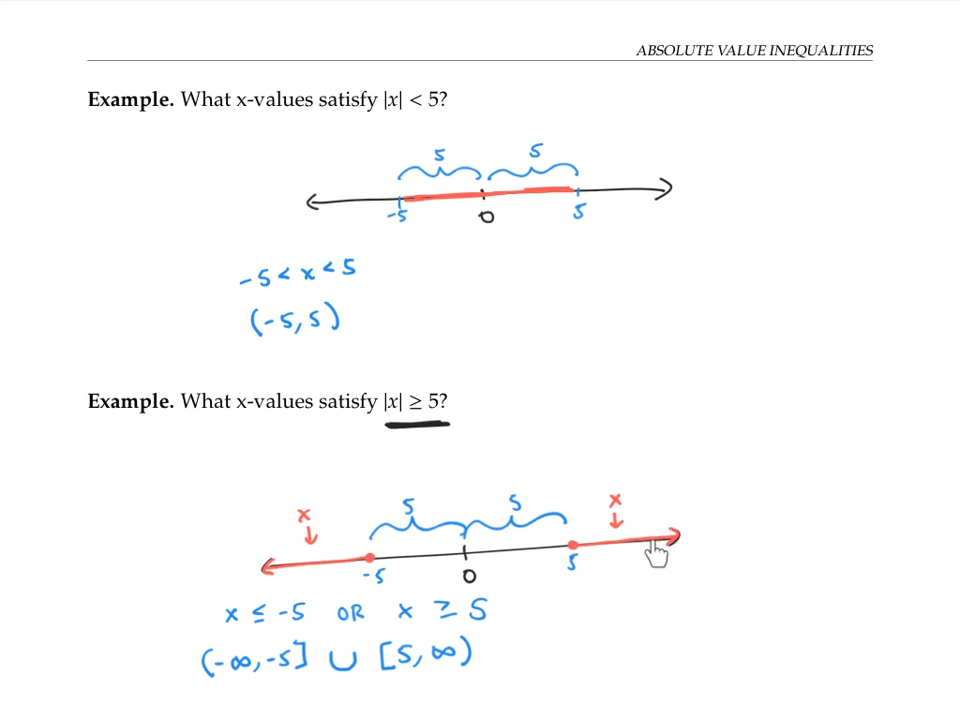 ABSOLUTE VALUE INEQUALITIES
Example. What x-values satisfy |x| < 5?
5 5
-5 0 5
-5 < x < 5
(-5, 5)
Example. What x-values satisfy |x| ≥ 5?
x 5 5 x
-5 0 5
x ≤ -5 OR x ≥ 5
(-∞, -5] ∪ [5, ∞)